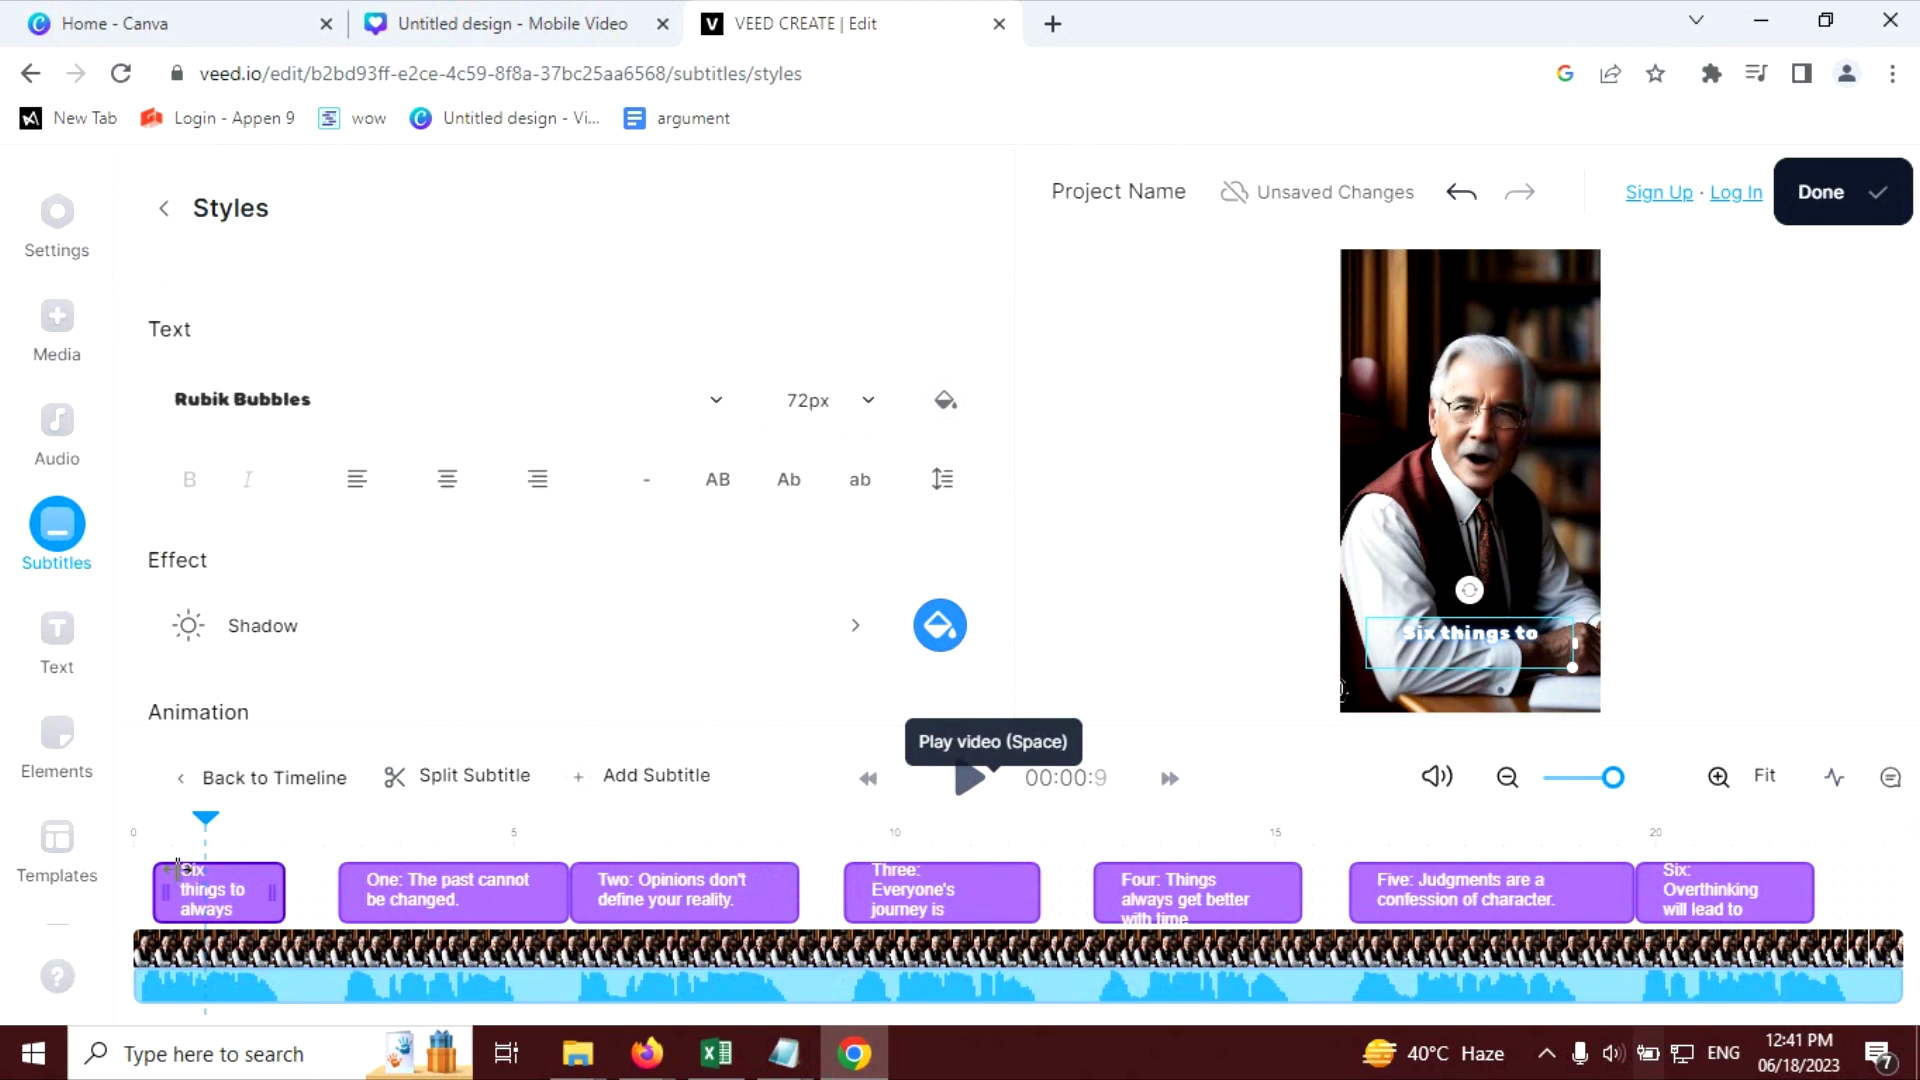 Home - Canva
Untitled design - Mobile Video
VEED CREATE | Edit
veed.io/edit/b2bd93ff-e2ce-4c59-8f8a-37bc25aa6568/subtitles/styles
New Tab
Login - Appen 9
wow
Untitled design - Vi...
argument
Settings
Media
Audio
Subtitles
Text
Elements
Templates
Styles
Text
Rubik Bubbles
72px
B
I
-
AB
Ab
ab
Effect
Shadow
Animation
Project Name
Unsaved Changes
Sign Up · Log In
Done
Six things to
Play video (Space)
Back to Timeline
Split Subtitle
+ Add Subtitle
00:00:9
Fit
0
5
10
15
20
Six
things to
always
One: The past cannot
be changed.
Two: Opinions don't
define your reality.
Three:
Everyone's
journey is
Four: Things
always get better
with time
Five: Judgments are a
confession of character.
Six:
Overthinking
will lead to
?
Type here to search
40°C Haze
ENG
12:41 PM
06/18/2023
7